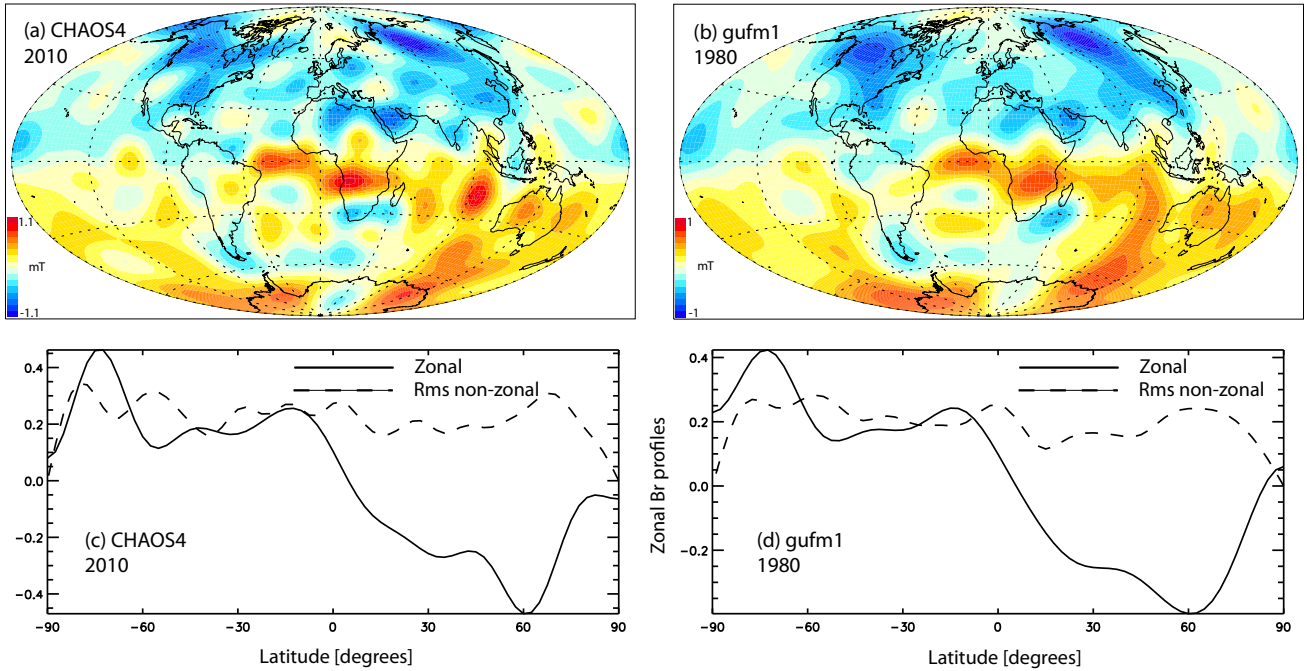 (a) CHAOS4
2010
1.1
mT
-1.1
(b) gufm1
1980
1
mT
-1
0.4
0.2
0.0
-0.2
-0.4
Zonal
Rms non-zonal
(c) CHAOS4
2010
-90
-60
-30
0
30
60
90
Latitude [degrees]
Zonal Br profiles
0.4
0.2
0.0
-0.2
Zonal
Rms non-zonal
(d) gufm1
1980
-90
-60
-30
0
30
60
90
Latitude [degrees]